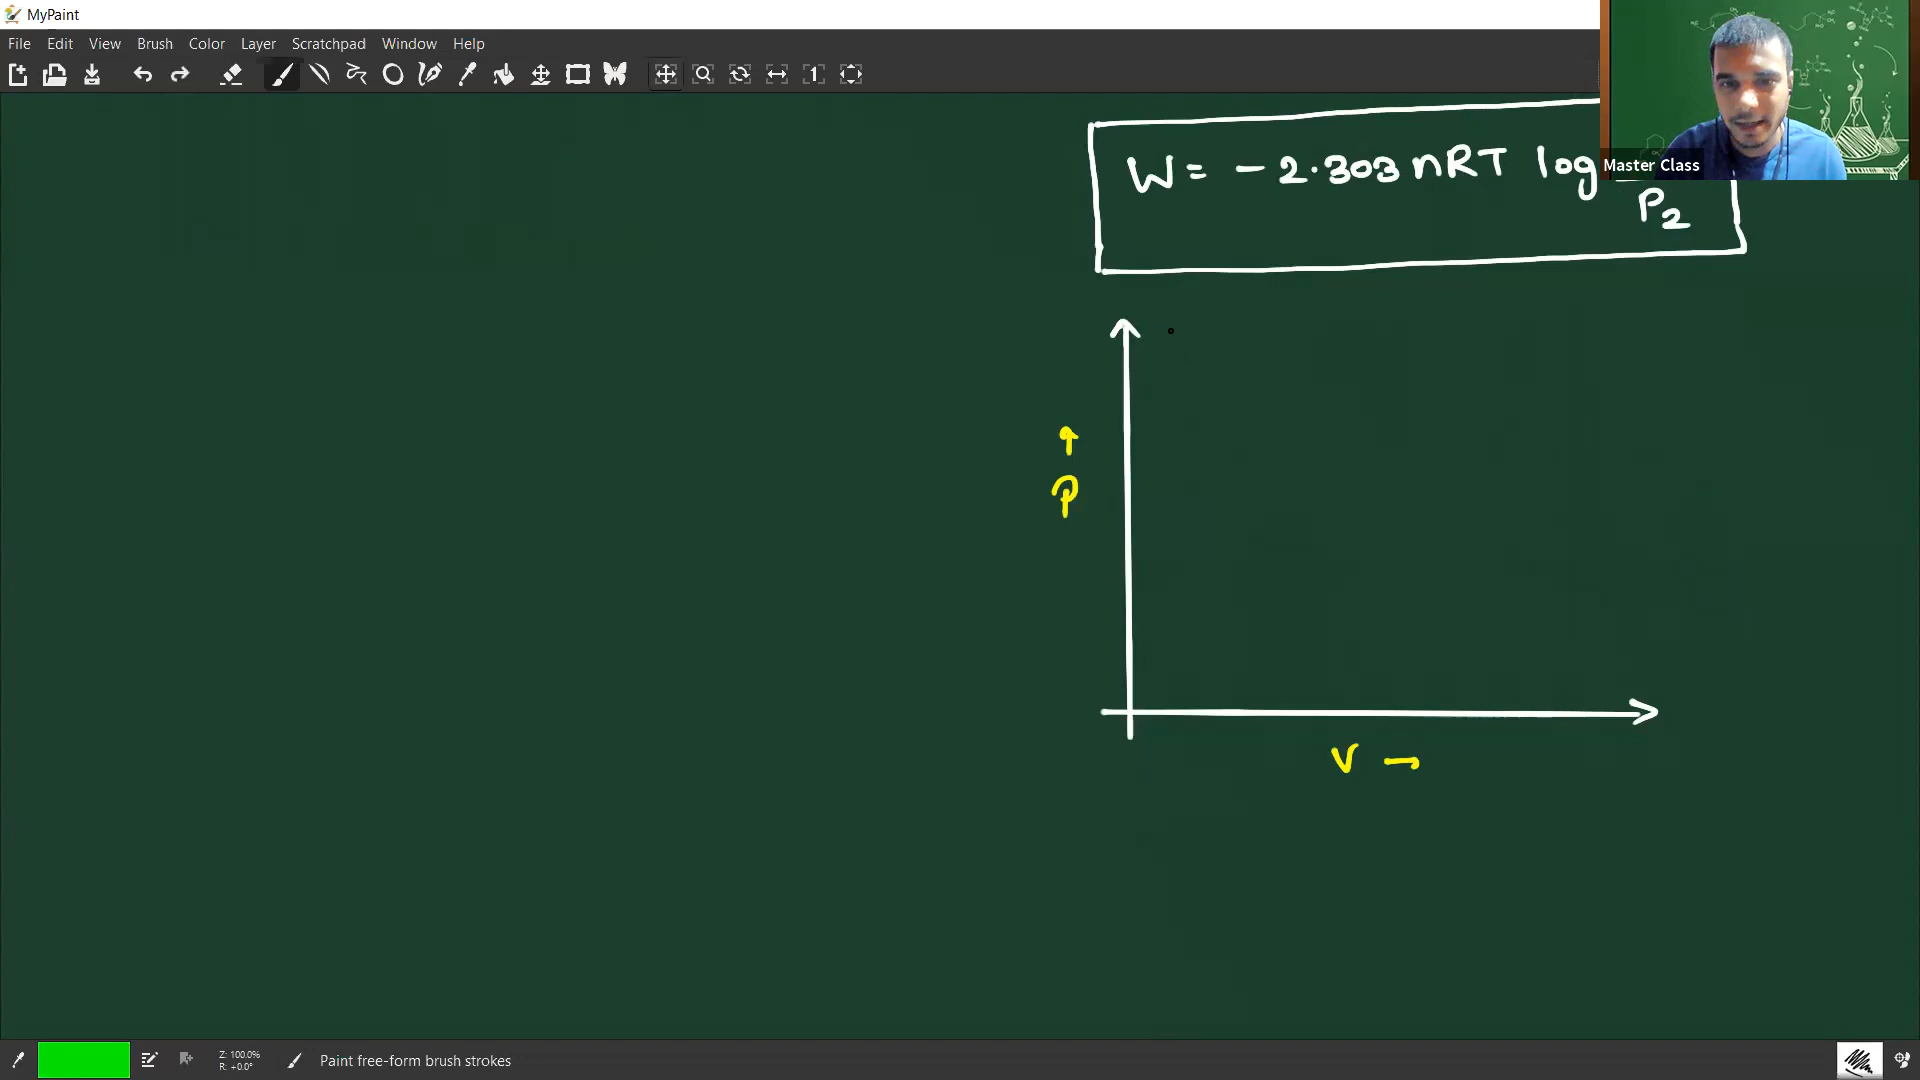 MyPaint
File Edit View Brush Color Layer Scratchpad Window Help
1
Master Class
W = - 2.303 nRT log
P2
↑
P
V →
Z: 100.0%
R: +0.0°
Paint free-form brush strokes